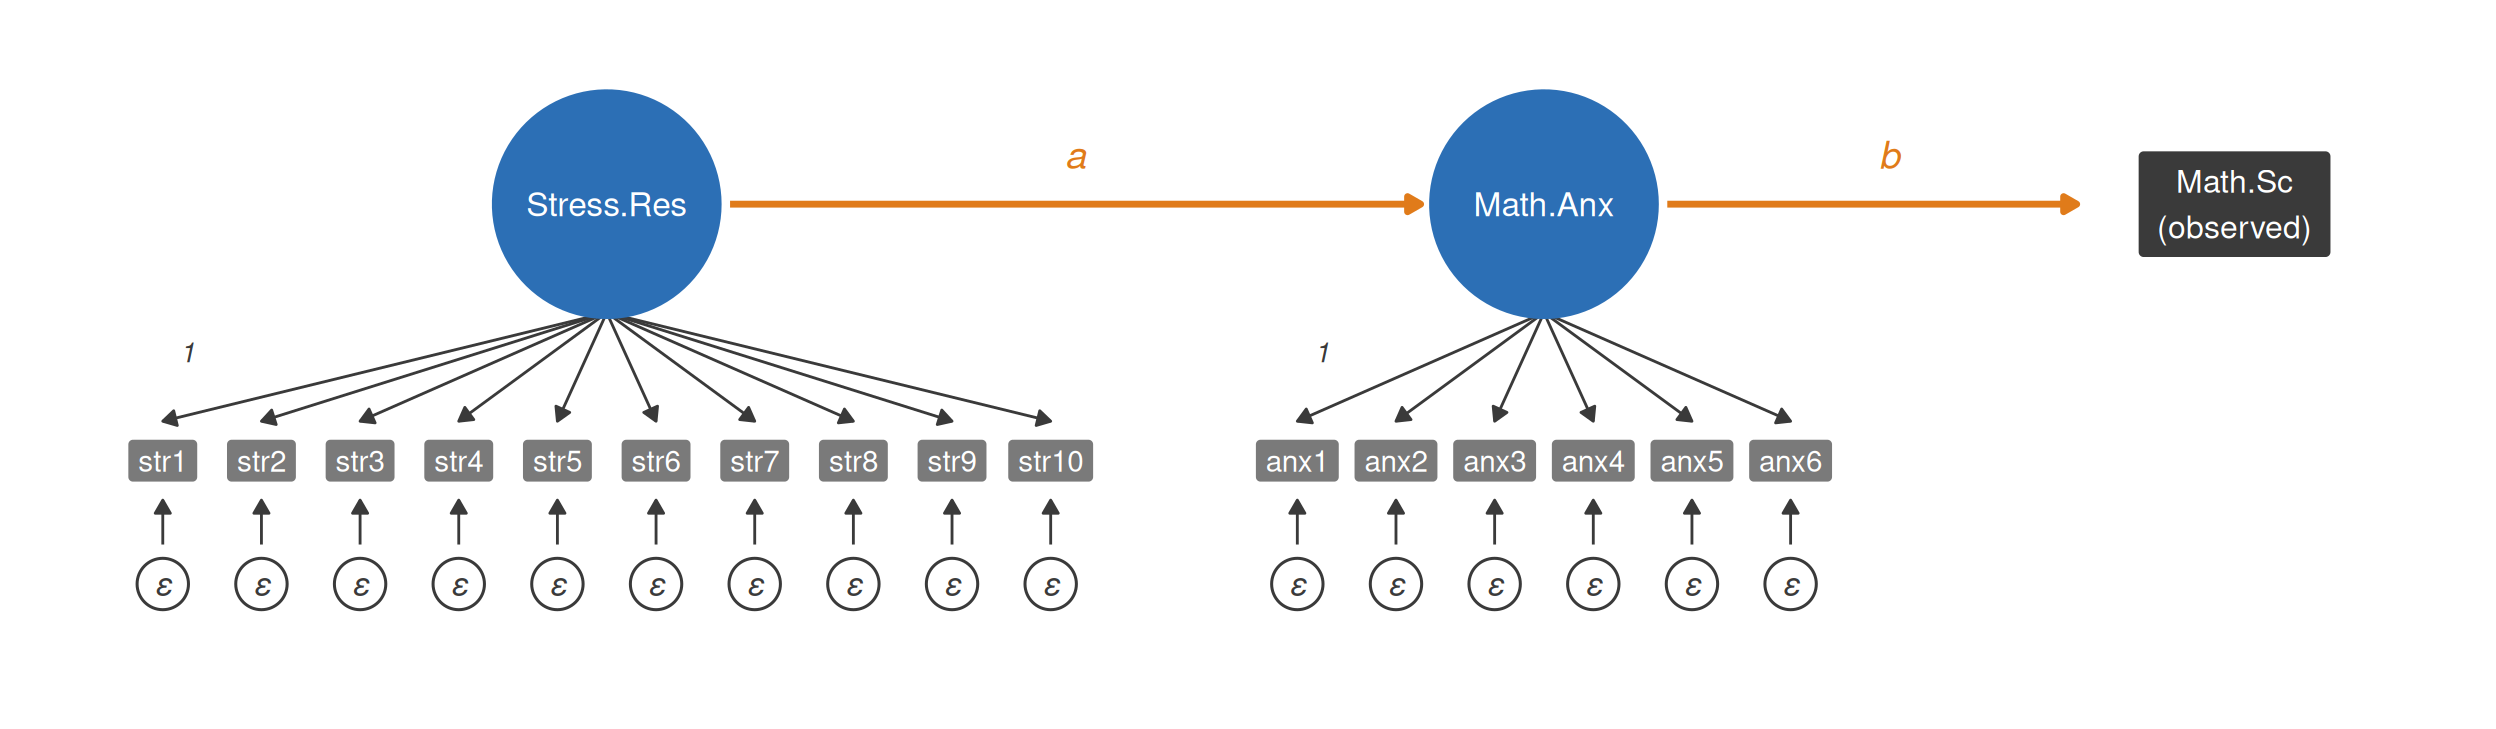 a
b
Math.Sc
Stress.Res
Math.Anx
(observed)
1
1
str1 str2 str3 str4 str5 str6 str7 str8 str9 str10 anx1 anx2 anx3 anx4 anx5 anx6
ε ε ε ε ε ε ε ε ε ε ε ε ε ε ε ε